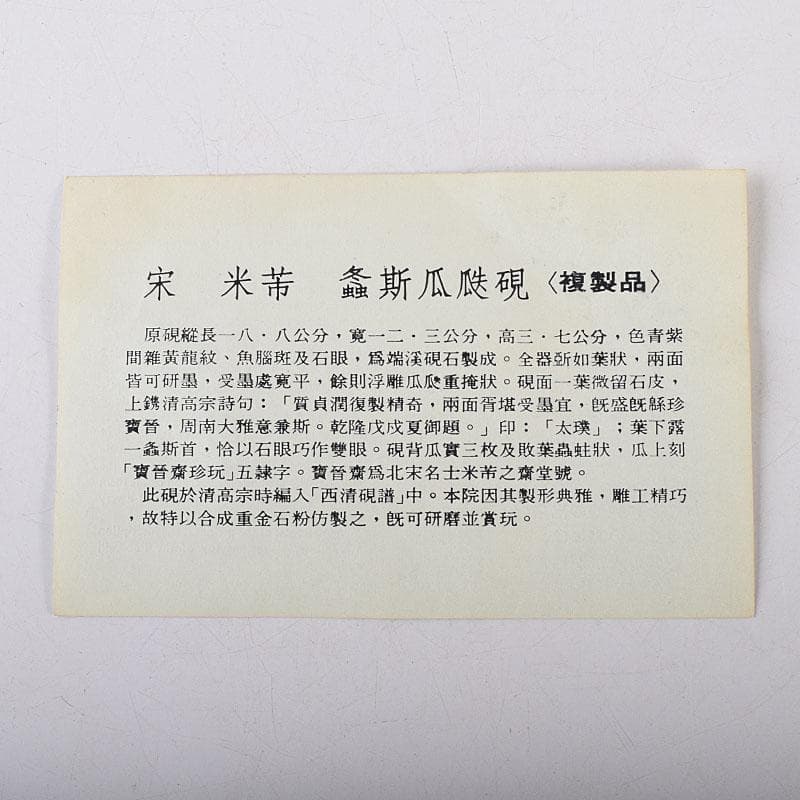 宋　米芾　螽斯瓜瓞硯〈複製品〉
原硯縱長一八．八公分，寬一二．三公分，高三．七公分，色青紫
間雜黃龍紋、魚腦斑及石眼，爲端溪硯石製成。全器斲如葉狀，兩面
皆可研墨，受墨處寬平，餘則浮雕瓜瓞重掩狀。硯面一葉微留石皮，
上鐫清高宗詩句：「質貞潤復製精奇，兩面胥堪受墨宜，旣盛旣緜珍
寶晉，周南大雅意兼斯。乾隆戊戌夏御題。」印：「太璞」；葉下露
一螽斯首，恰以石眼巧作雙眼。硯背瓜實三枚及敗葉蟲蛀狀，瓜上刻
「寶晉齋珍玩」五隷字。寶晉齋爲北宋名士米芾之齋堂號。
此硯於清高宗時編入「西清硯譜」中。本院因其製形典雅，雕工精巧
，故特以合成重金石粉仿製之，旣可研磨並賞玩。